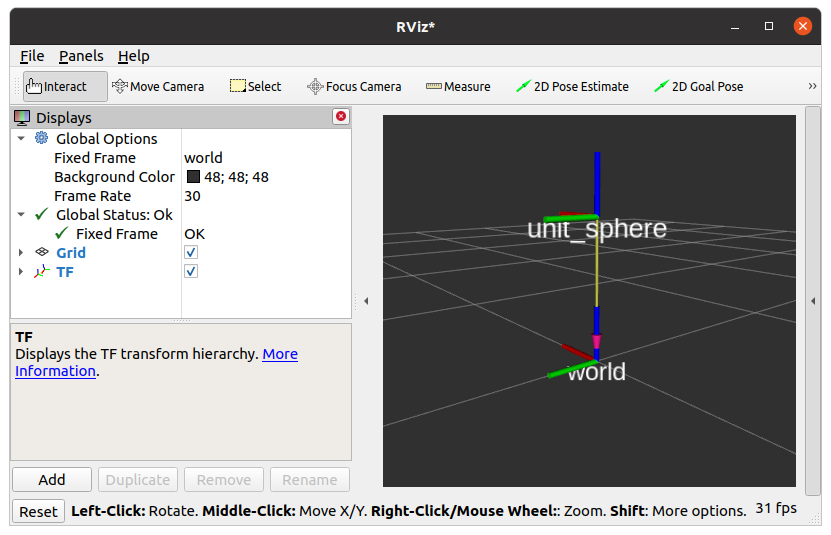 RViz*
File Panels Help
Interact Move Camera Select Focus Camera Measure 2D Pose Estimate 2D Goal Pose »
Displays
Global Options
Fixed Frame world
Background Color 48; 48; 48
Frame Rate 30
Global Status: Ok
Fixed Frame OK
Grid
TF
TF
Displays the TF transform hierarchy. More
Information.
Add Duplicate Remove Rename
unit_sphere
world
Reset Left-Click: Rotate. Middle-Click: Move X/Y. Right-Click/Mouse Wheel:: Zoom. Shift: More options. 31 fps